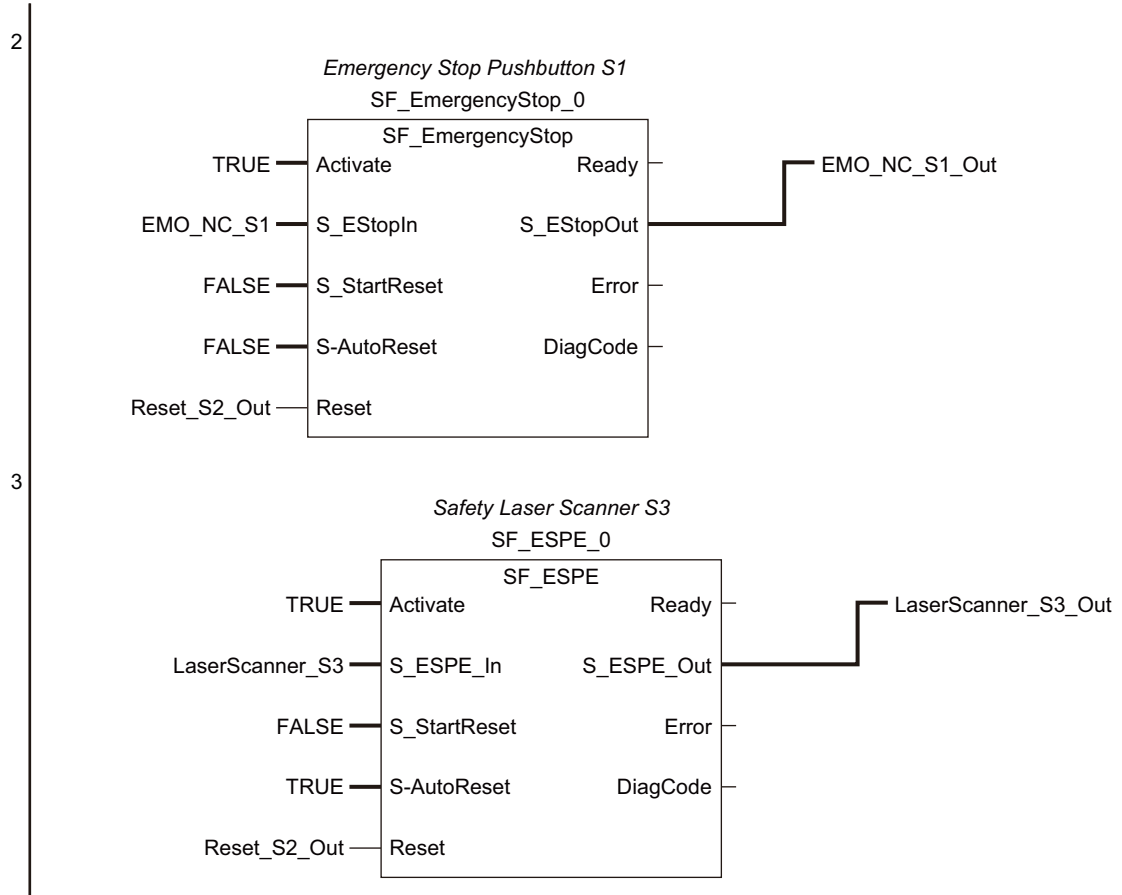 2
Emergency Stop Pushbutton S1
SF_EmergencyStop_0
SF_EmergencyStop
TRUE Activate Ready EMO_NC_S1_Out
EMO_NC_S1 S_EStopIn S_EStopOut
FALSE S_StartReset Error
FALSE S-AutoReset DiagCode
Reset_S2_Out Reset
3
Safety Laser Scanner S3
SF_ESPE_0
SF_ESPE
TRUE Activate Ready LaserScanner_S3_Out
LaserScanner_S3 S_ESPE_In S_ESPE_Out
FALSE S_StartReset Error
TRUE S-AutoReset DiagCode
Reset_S2_Out Reset